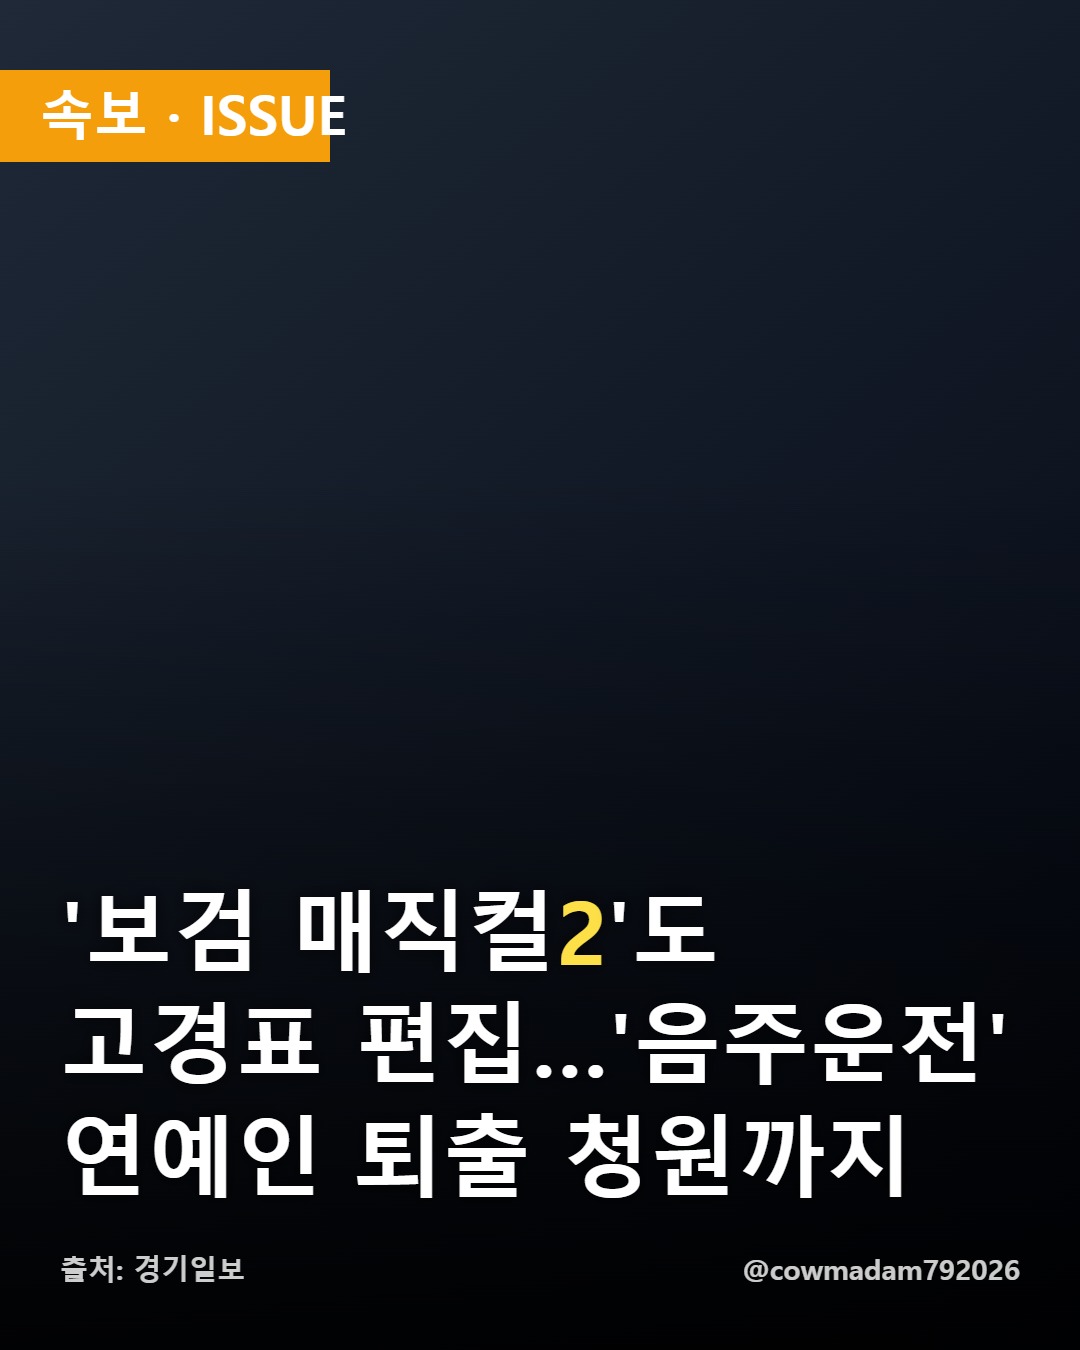 속보 · ISSUE
'보검 매직컬2'도
고경표 편집...'음주운전'
연예인 퇴출 청원까지
출처: 경기일보
@cowmadam792026